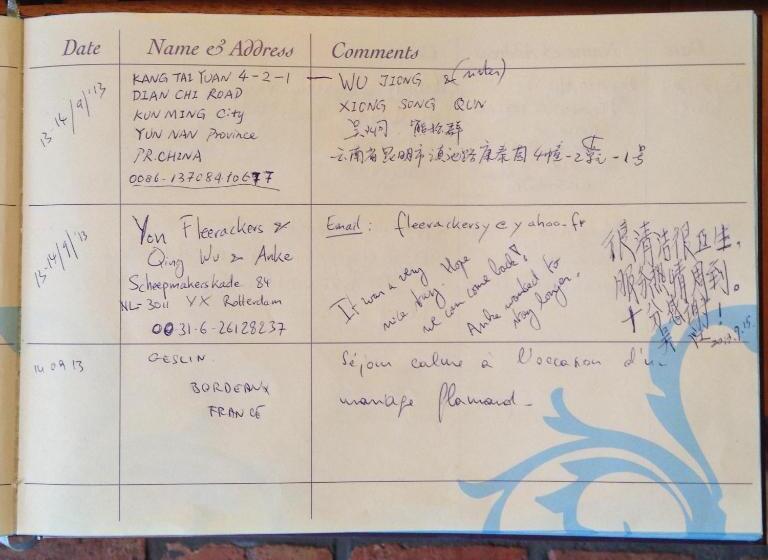 Date Name & Address Comments
13-14/9/'13
KANG TAI YUAN 4-2-1 — WU JIONG & (sister)
DIAN CHI ROAD
XIONG SONG QUN
KUN MING City
YUN NAN Province
吴炯 熊松群
P.R. CHINA
云南省昆明市滇池路康泰园4幢-2单元-1号
0086-13708410677
13-14/9/'13
Yon Fleerackers &
Qing Wu & Anke
Scheepmakerskade 84
NL-3011 YX Rotterdam
0031-6-26128237
Email: fleerackersy@yahoo.fr
It was a very
nice stay. Hope
we can come back!
Anke wanted to
stay longer.
很清洁很卫生,
服务热情周到。
十分感谢!
吴炯
14 09 13
GESLIN
BORDEAUX
FRANCE
Séjour calme à l'occasion d'un
mariage flamand-